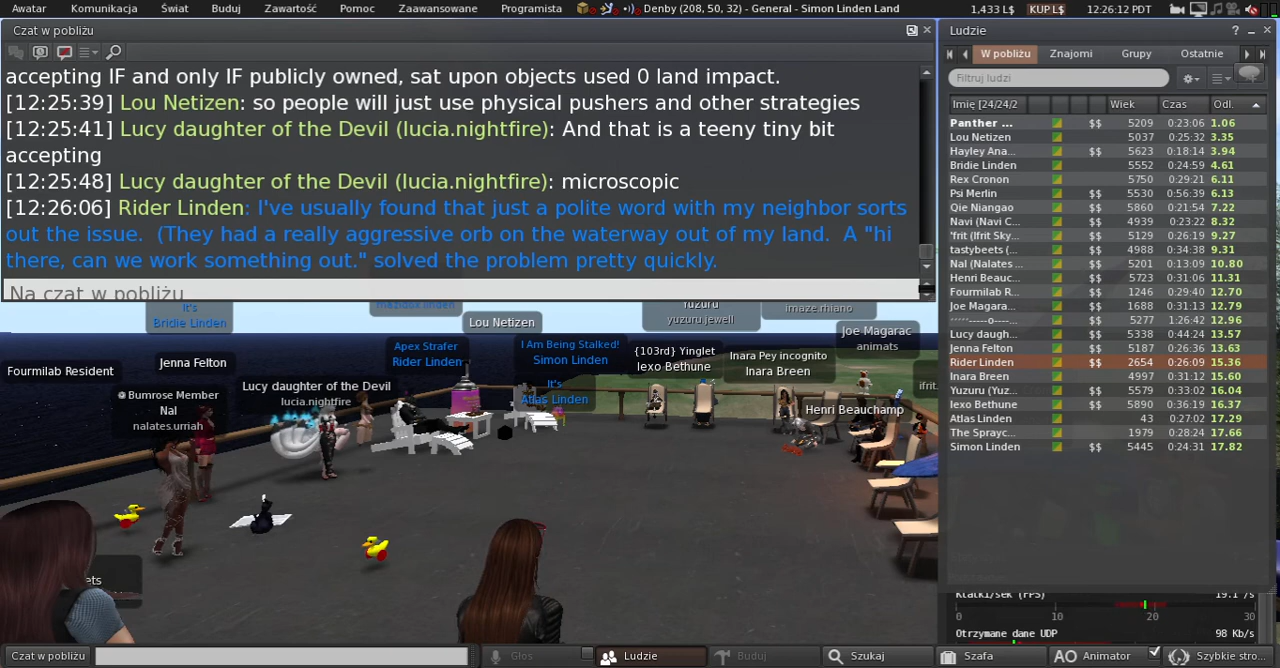 Awatar Komunikacja Świat Buduj Zawartość Pomoc Zaawansowane Programista Denby (208, 50, 32) - General - Simon Linden Land 1,433 L$ KUP L$ 12:26:12 PDT
Czat w pobliżu
accepting IF and only IF publicly owned, sat upon objects used 0 land impact.
[12:25:39] Lou Netizen: so people will just use physical pushers and other strategies
[12:25:41] Lucy daughter of the Devil (lucia.nightfire): And that is a teeny tiny bit
accepting
[12:25:48] Lucy daughter of the Devil (lucia.nightfire): microscopic
[12:26:06] Rider Linden: I've usually found that just a polite word with my neighbor sorts
out the issue.  (They had a really aggressive orb on the waterway out of my land.  A "hi
there, can we work something out." solved the problem pretty quickly.
Na czat w pobliżu
It's
Bridie Linden
Lou Netizen
Yuzuru
yuzuru.jewell
imaze.rhiano
Joe Magarac
animats
Fourmilab Resident
Jenna Felton
Apex Strafer
Rider Linden
I Am Being Stalked!
Simon Linden
{103rd} Yinglet
Iexo Bethune
Inara Pey incognito
Inara Breen
Bumrose Member
Nal
nalates.urriah
Lucy daughter of the Devil
lucia.nightfire
It's
Atlas Linden
Henri Beauchamp
ifrit.
ets
Ludzie
W pobliżu Znajomi Grupy Ostatnie
Filtruj ludzi
Imię [24/24/2 Wiek Czas Odl.
Panther ... $$ 5209 0:23:06 1.06
Lou Netizen 5037 0:25:32 3.35
Hayley Ana... $$ 5623 0:18:14 3.94
Bridie Linden 5552 0:24:59 4.61
Rex Cronon 5750 0:29:21 6.11
Psi Merlin $$ 5530 0:56:39 6.13
Qie Niangao $$ 5860 0:21:54 7.22
Navi (Navi C... $$ 4939 0:23:22 8.32
'frit (Ifrit Sky... $$ 5129 0:26:19 9.27
tastybeets (... $$ 4988 0:34:38 9.31
Nal (Nalates ... $$ 5201 0:13:09 10.80
Henri Beauc... $$ 5723 0:31:06 11.31
Fourmilab R... $$ 1246 0:29:40 12.70
Joe Magara... $$ 1688 0:31:13 12.79
·····-----o----... $$ 5277 1:26:42 12.96
Lucy daugh... $$ 5338 0:44:24 13.57
Jenna Felton $$ 5187 0:26:36 13.63
Rider Linden $$ 2654 0:26:09 15.36
Inara Breen 4997 0:31:12 15.60
Yuzuru (Yuz... $$ 5579 0:33:02 16.04
Iexo Bethune $$ 5890 0:36:19 16.37
Atlas Linden 43 0:27:02 17.29
The Sprayc... 1979 0:28:24 17.66
Simon Linden $$ 5445 0:24:31 17.82
Klatki/sek (FPS) 19.1 /s
0 10 20 30
Otrzymane dane UDP 98 Kb/s
Czat w pobliżu Głos Ludzie Buduj Szukaj Szafa AO Animator Szybkie stro...